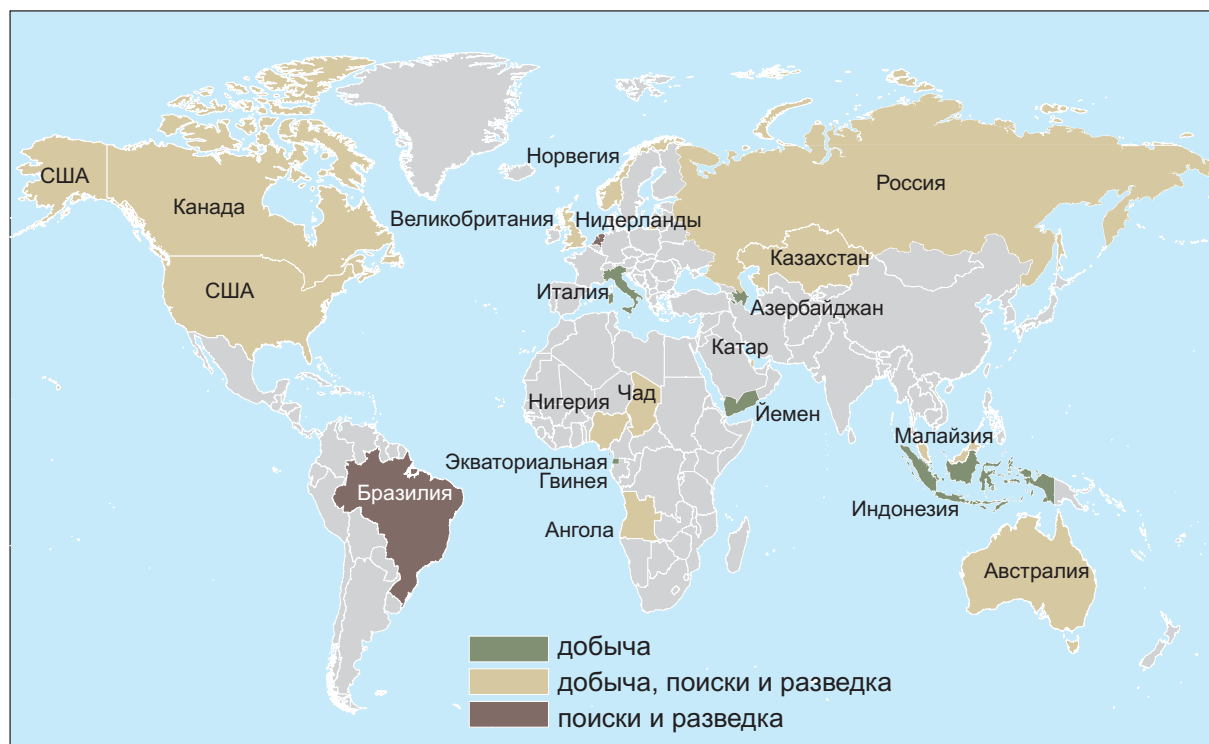 Норвегия
США
Россия
Канада
Великобритания
Нидерланды
Казахстан
США
Италия
Азербайджан
Катар
Чад
Нигерия
Йемен
Малайзия
Экваториальная
Гвинея
Бразилия
Индонезия
Ангола
Австралия
добыча
добыча, поиски и разведка
поиски и разведка